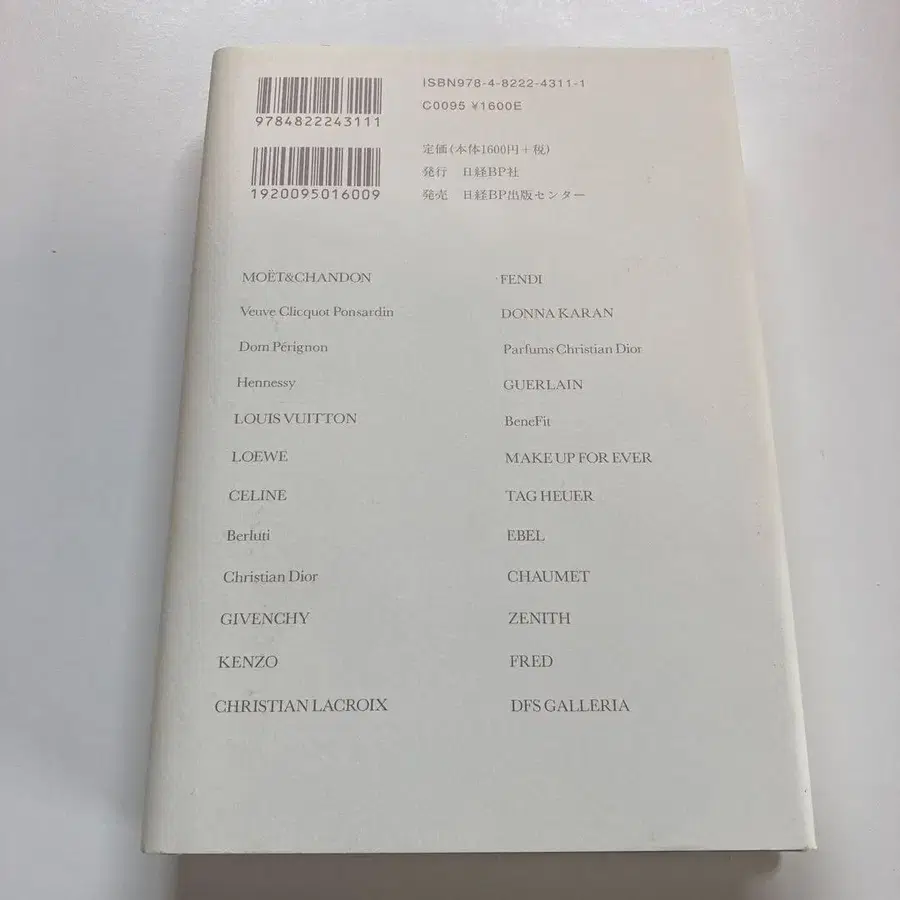 ISBN978-4-8222-4311-1
C0095 ¥1600E
9784822243111
定価(本体1600円+税)
発行 日経BP社
発売 日経BP出版センター
1920095016009
MOËT&CHANDON
Veuve Clicquot Ponsardin
Dom Pérignon
Hennessy
LOUIS VUITTON
LOEWE
CELINE
Berluti
Christian Dior
GIVENCHY
KENZO
CHRISTIAN LACROIX
FENDI
DONNA KARAN
Parfums Christian Dior
GUERLAIN
BeneFit
MAKE UP FOR EVER
TAG HEUER
EBEL
CHAUMET
ZENITH
FRED
DFS GALLERIA